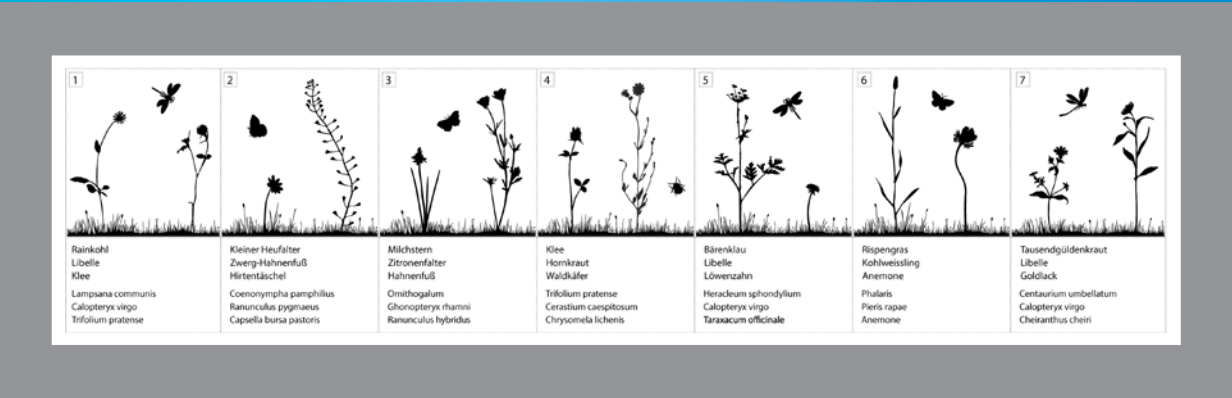 1
Rainkohl
Libelle
Klee
Lampsana communis
Calopteryx virgo
Trifolium pratense
2
Kleiner Heufalter
Zwerg-Hahnenfuß
Hirtentäschel
Coenonympha pamphilius
Ranunculus pygmaeus
Capsella bursa pastoris
3
Milchstern
Zitronenfalter
Hahnenfuß
Ornithogalum
Ghonopteryx rhamni
Ranunculus hybridus
4
Klee
Hornkraut
Waldkäfer
Trifolium pratense
Cerastium caespitosum
Chrysomela lichenis
5
Bärenklau
Libelle
Löwenzahn
Heracleum sphondylium
Calopteryx virgo
Taraxacum officinale
6
Rispengras
Kohlweissling
Anemone
Phalaris
Pieris rapae
Anemone
7
Tausendgüldenkraut
Libelle
Goldlack
Centaurium umbellatum
Calopteryx virgo
Cheiranthus cheiri